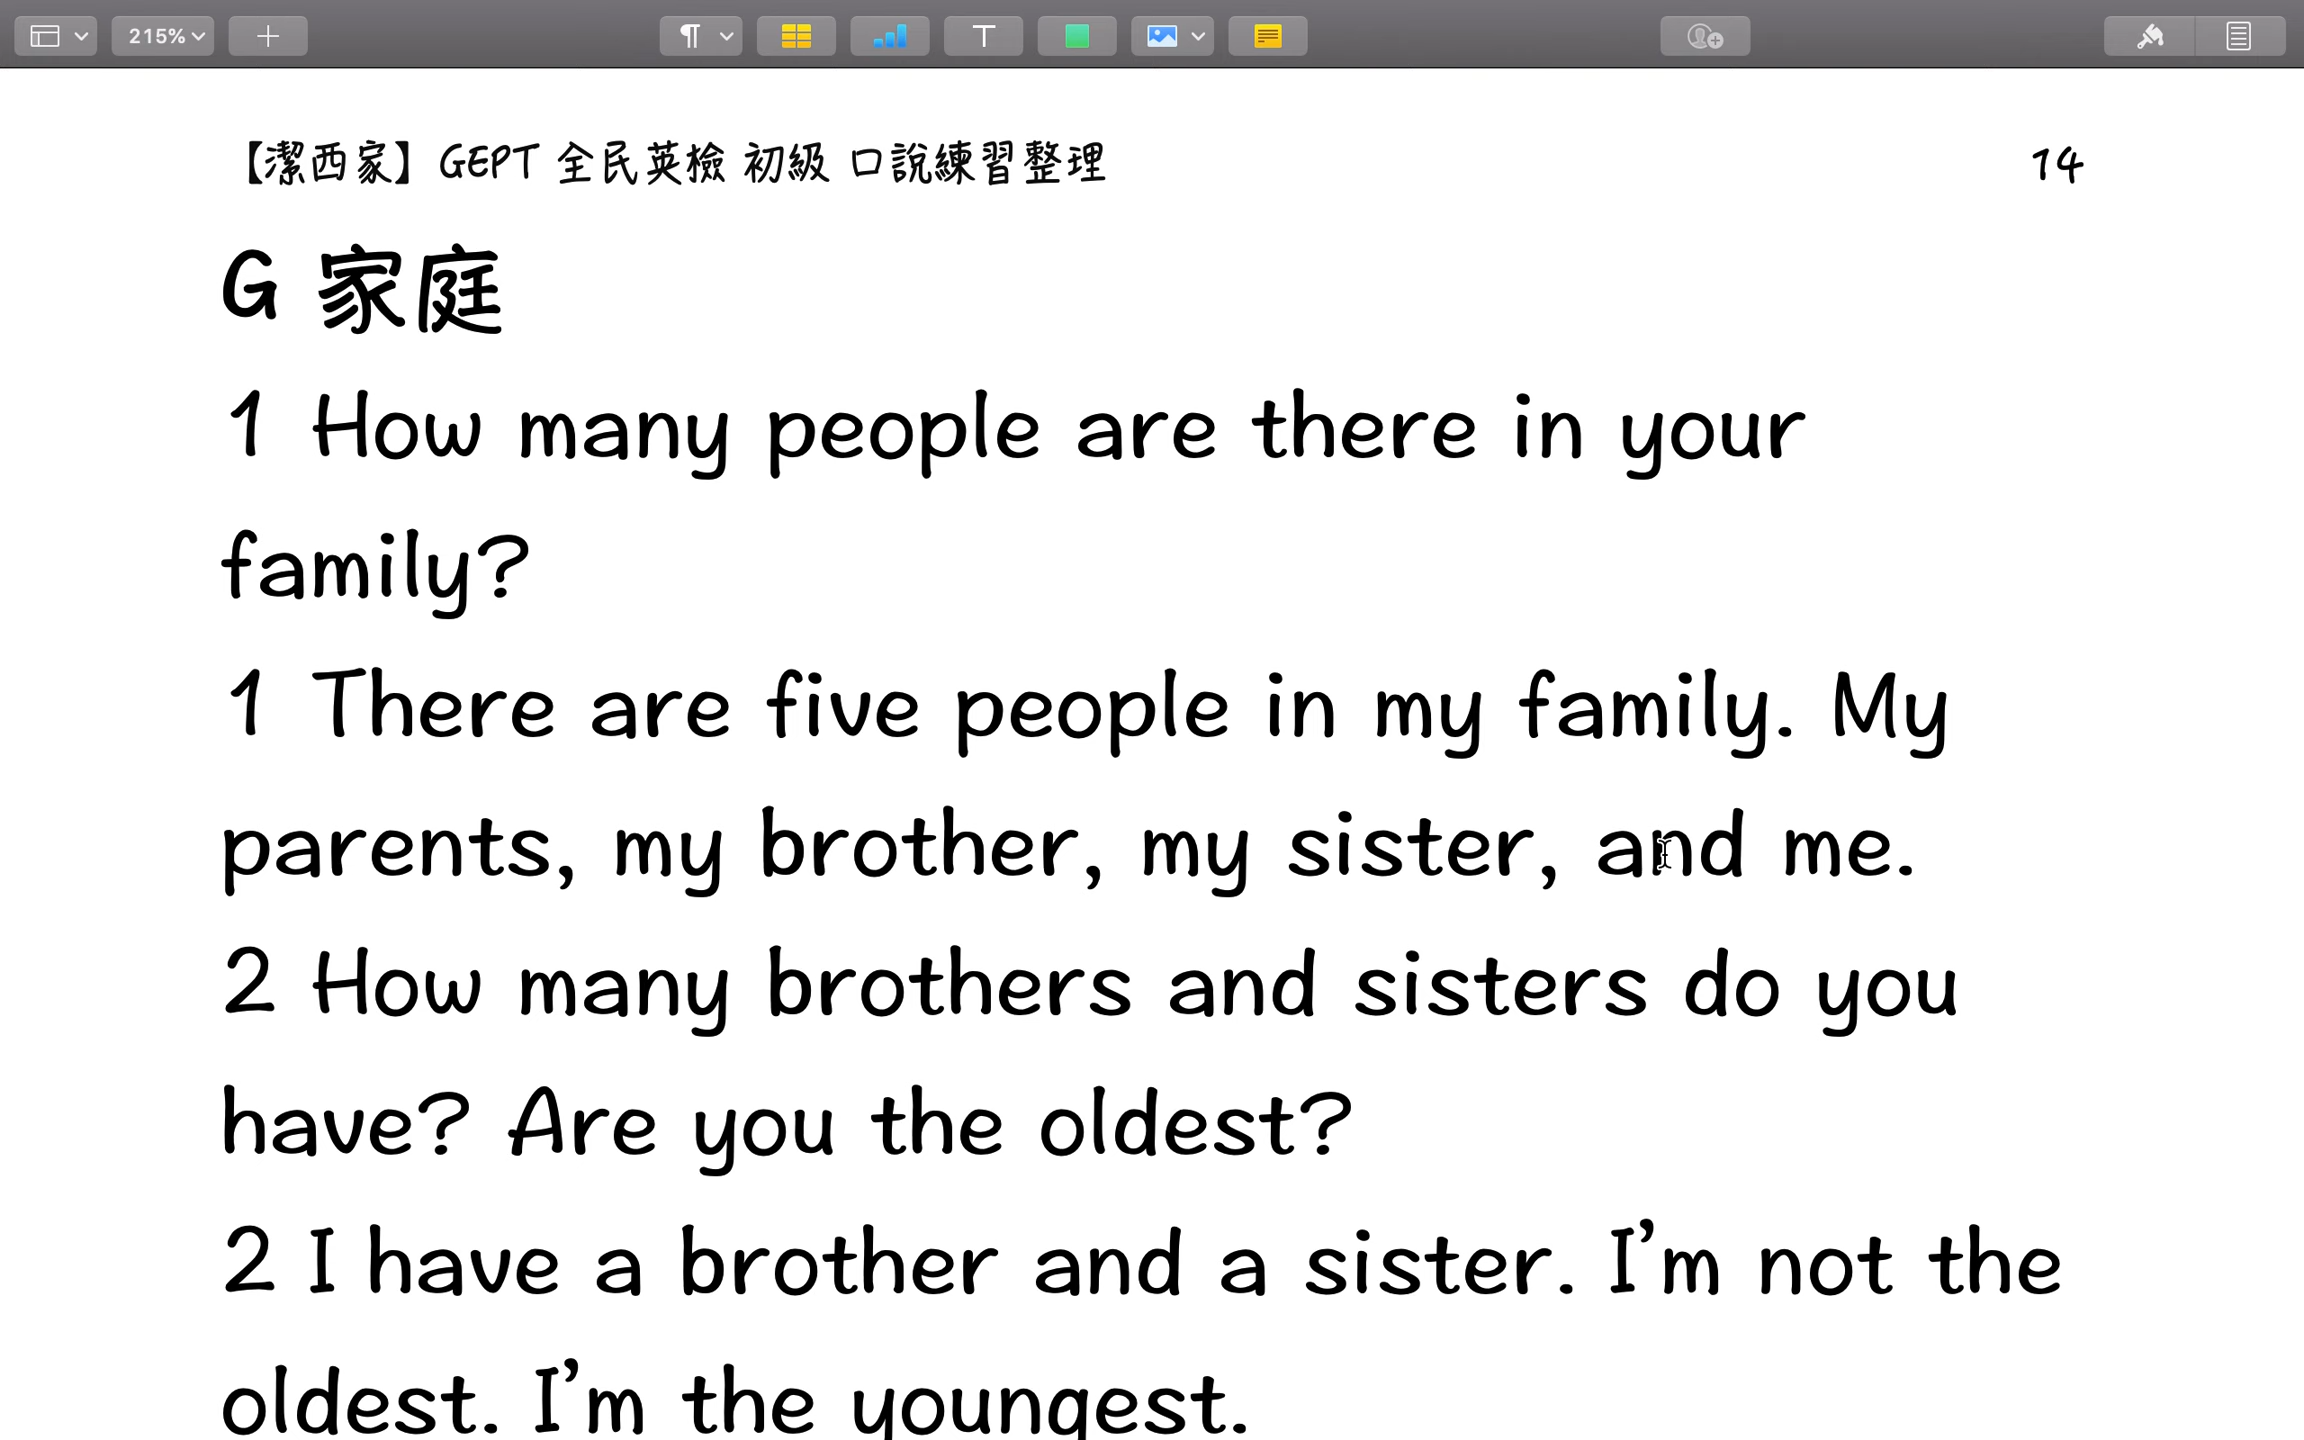 215%
【潔西家】GEPT 全民英檢 初級 口說練習整理 14
G 家庭
1 How many people are there in your
family?
1 There are five people in my family. My
parents, my brother, my sister, and me.
2 How many brothers and sisters do you
have? Are you the oldest?
2 I have a brother and a sister. I’m not the
oldest. I’m the youngest.